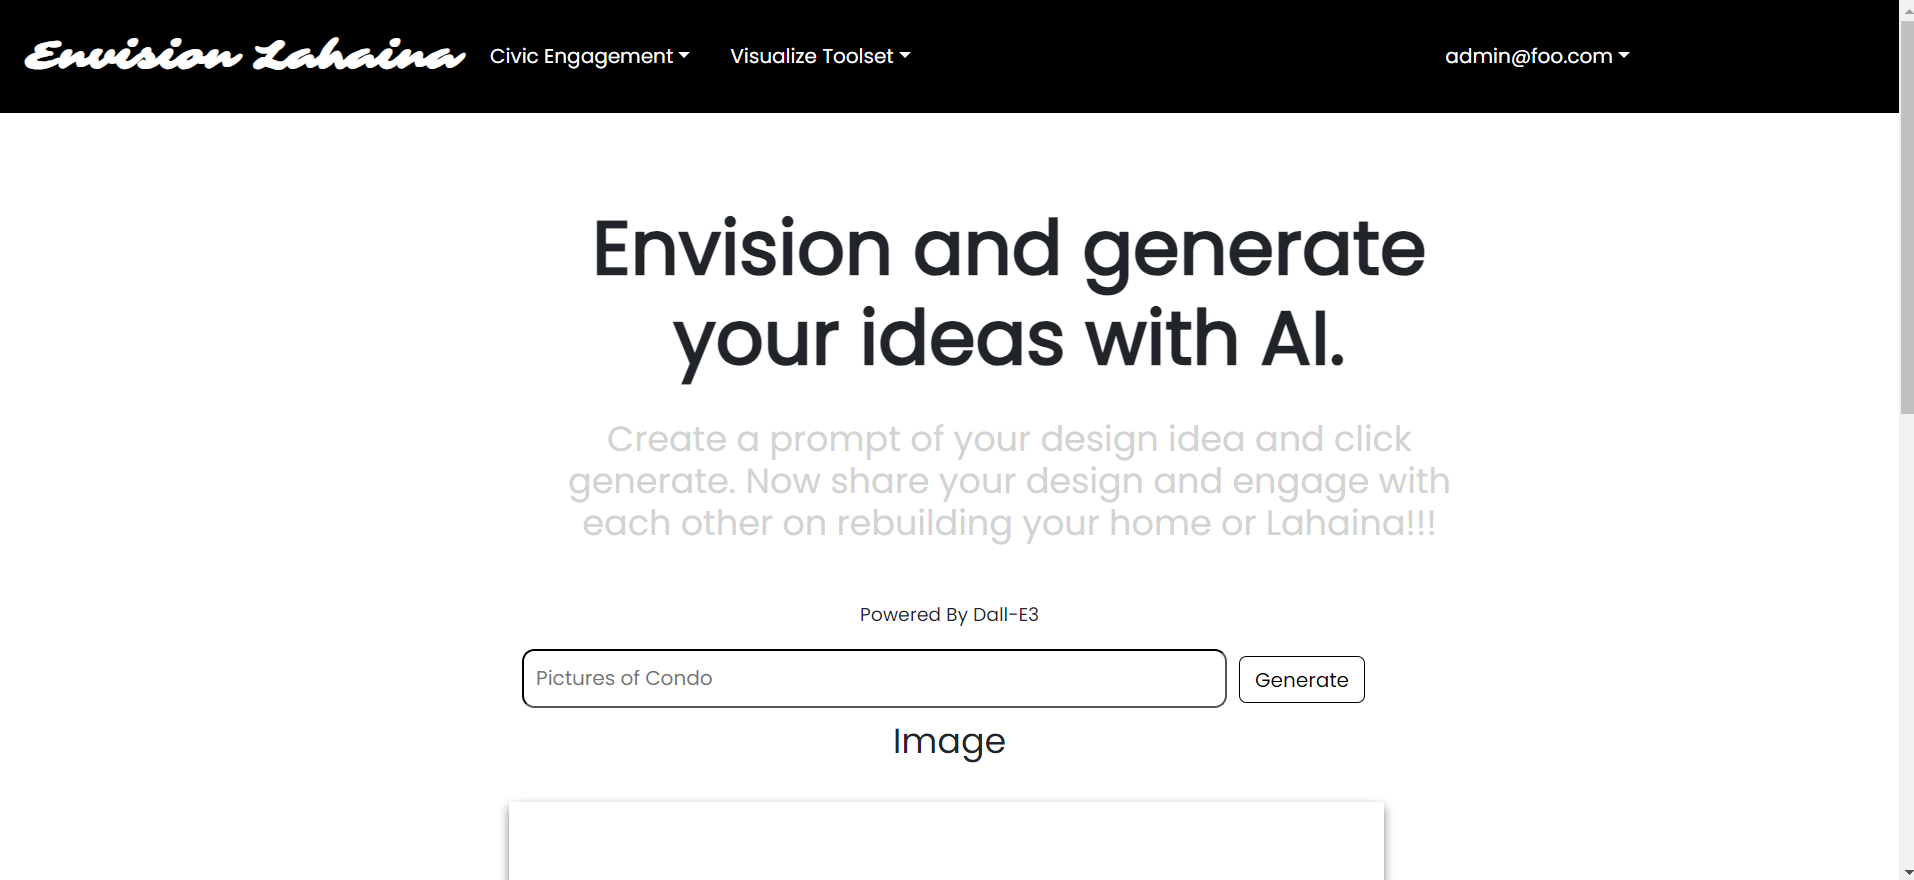 Envision Lahaina
Civic Engagement
Visualize Toolset
admin@foo.com
Envision and generate
your ideas with AI.
Create a prompt of your design idea and click
generate. Now share your design and engage with
each other on rebuilding your home or Lahaina!!!
Powered By Dall-E3
Pictures of Condo
Generate
Image